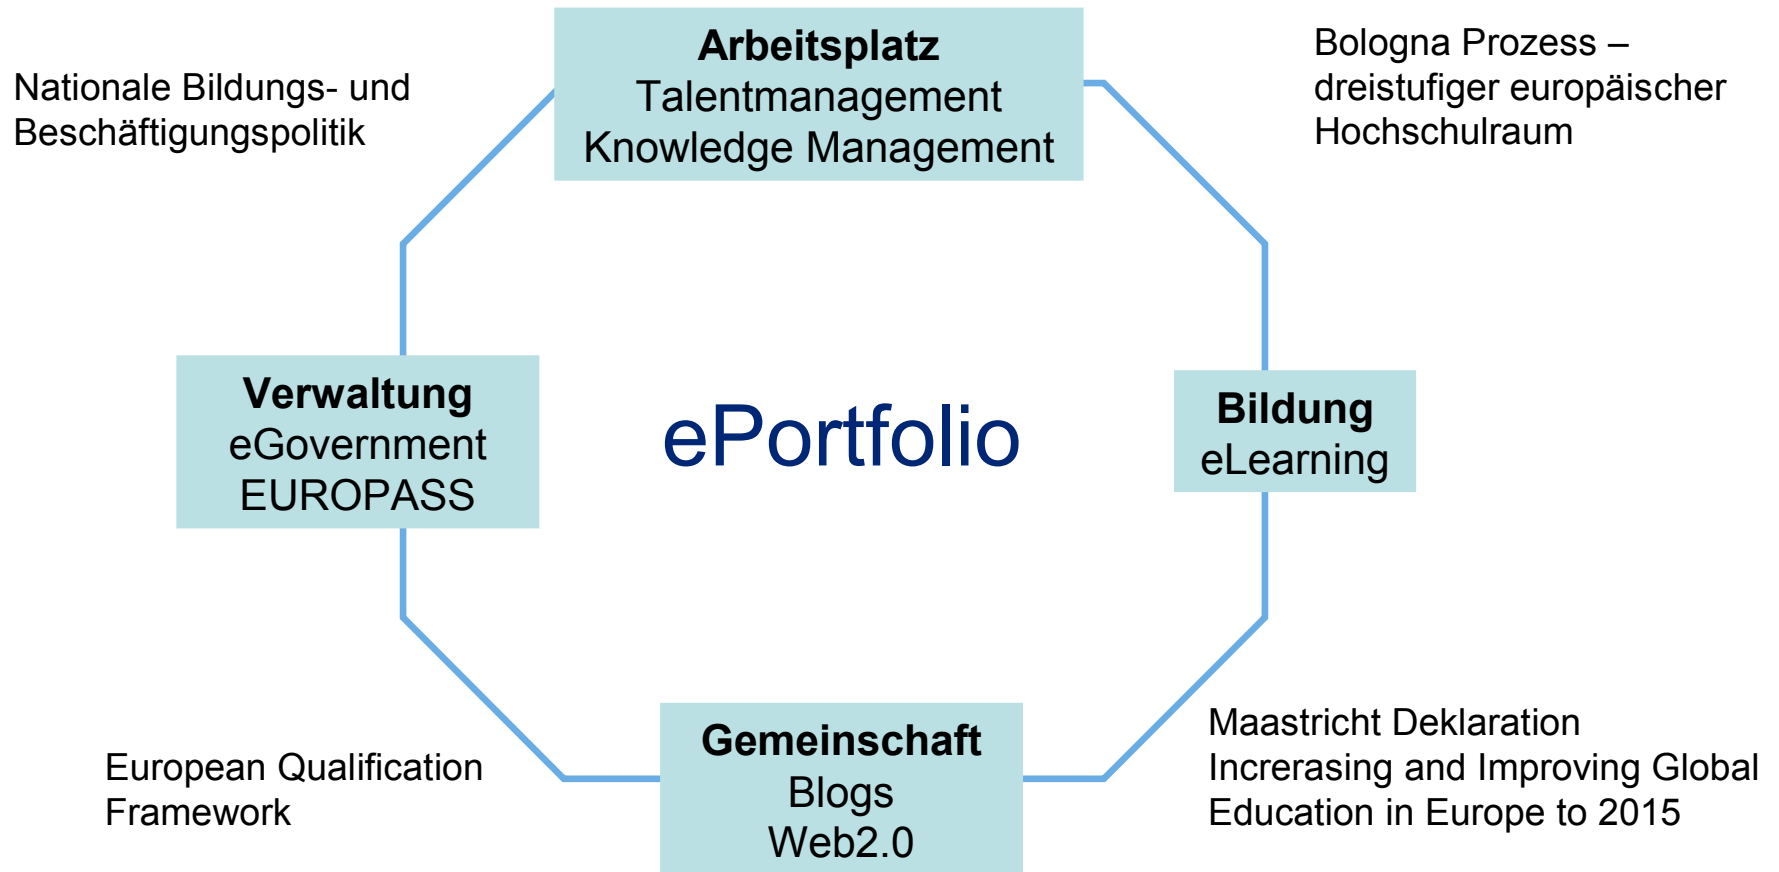 Arbeitsplatz
Talentmanagement
Knowledge Management
Nationale Bildungs- und
Beschäftigungspolitik
Bologna Prozess –
dreistufiger europäischer
Hochschulraum
Verwaltung
eGovernment
EUROPASS
ePortfolio
Bildung
eLearning
European Qualification
Framework
Gemeinschaft
Blogs
Web2.0
Maastricht Deklaration
Increrasing and Improving Global
Education in Europe to 2015